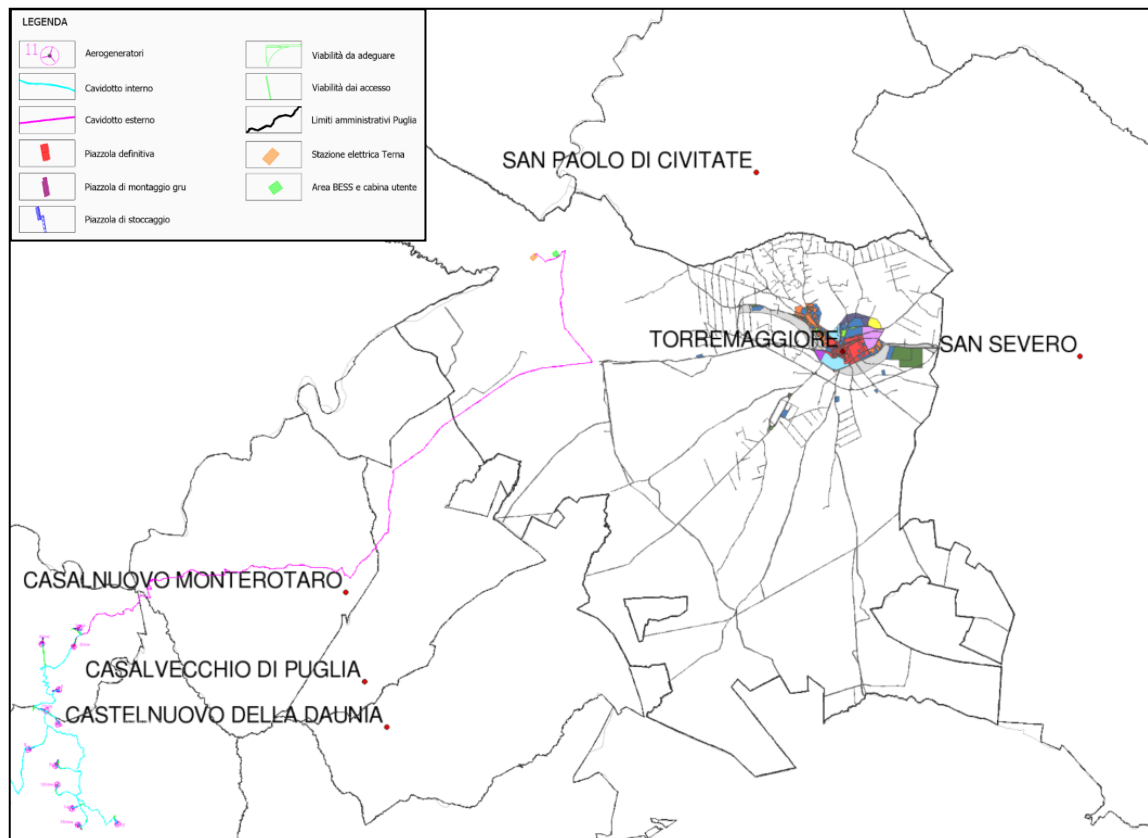 LEGENDA
11
Aerogeneratori
Cavidotto interno
Cavidotto esterno
Piazzola definitiva
Piazzola di montaggio gru
Piazzola di stoccaggio
Viabilità da adeguare
Viabilità dai accesso
Limiti amministrativi Puglia
Stazione elettrica Terna
Area BESS e cabina utente
SAN PAOLO DI CIVITATE
TORREMAGGIORE
SAN SEVERO
CASALNUOVO MONTEROTARO
CASALVECCHIO DI PUGLIA
CASTELNUOVO DELLA DAUNIA